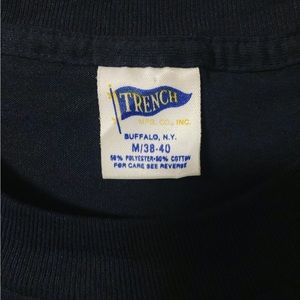 TRENCH
MFG. CO., INC.
BUFFALO, N.Y.
M/38-40
50% POLYESTER-50% COTTON
FOR CARE SEE REVERSE